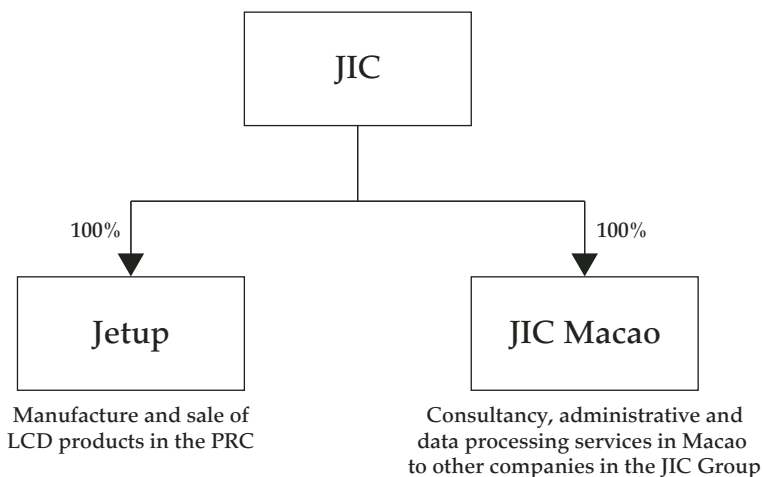 JIC
100%
100%
Jetup
JIC Macao
Manufacture and sale of
LCD products in the PRC
Consultancy, administrative and
data processing services in Macao
to other companies in the JIC Group